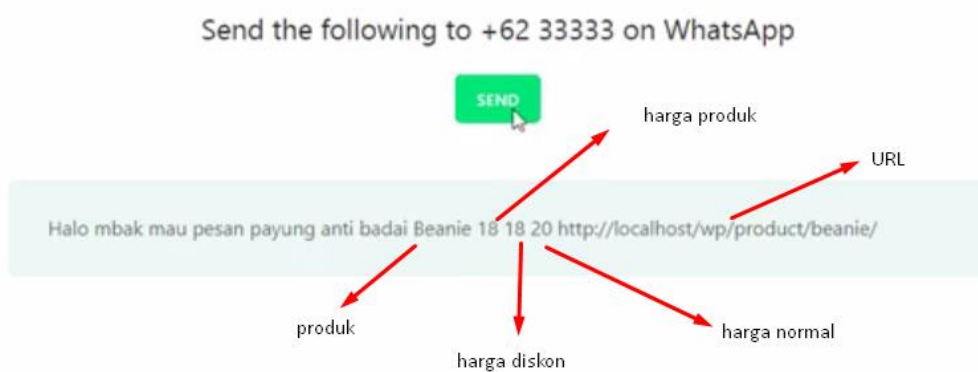 Send the following to +62 33333 on WhatsApp
SEND
harga produk
URL
Halo mbak mau pesan payung anti badai Beanie 18 18 20 http://localhost/wp/product/beanie/
produk
harga diskon
harga normal